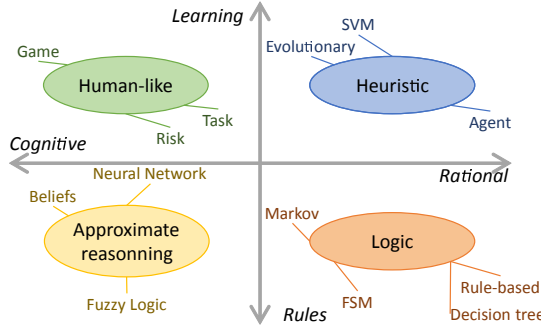 Learning
SVM
Game
Evolutionary
Human-like
Heuristic
Task
Agent
Risk
Cognitive
Rational
Neural Network
Beliefs
Markov
Approximate
reasonning
Logic
Rule-based
Fuzzy Logic
FSM
Decision tree
Rules